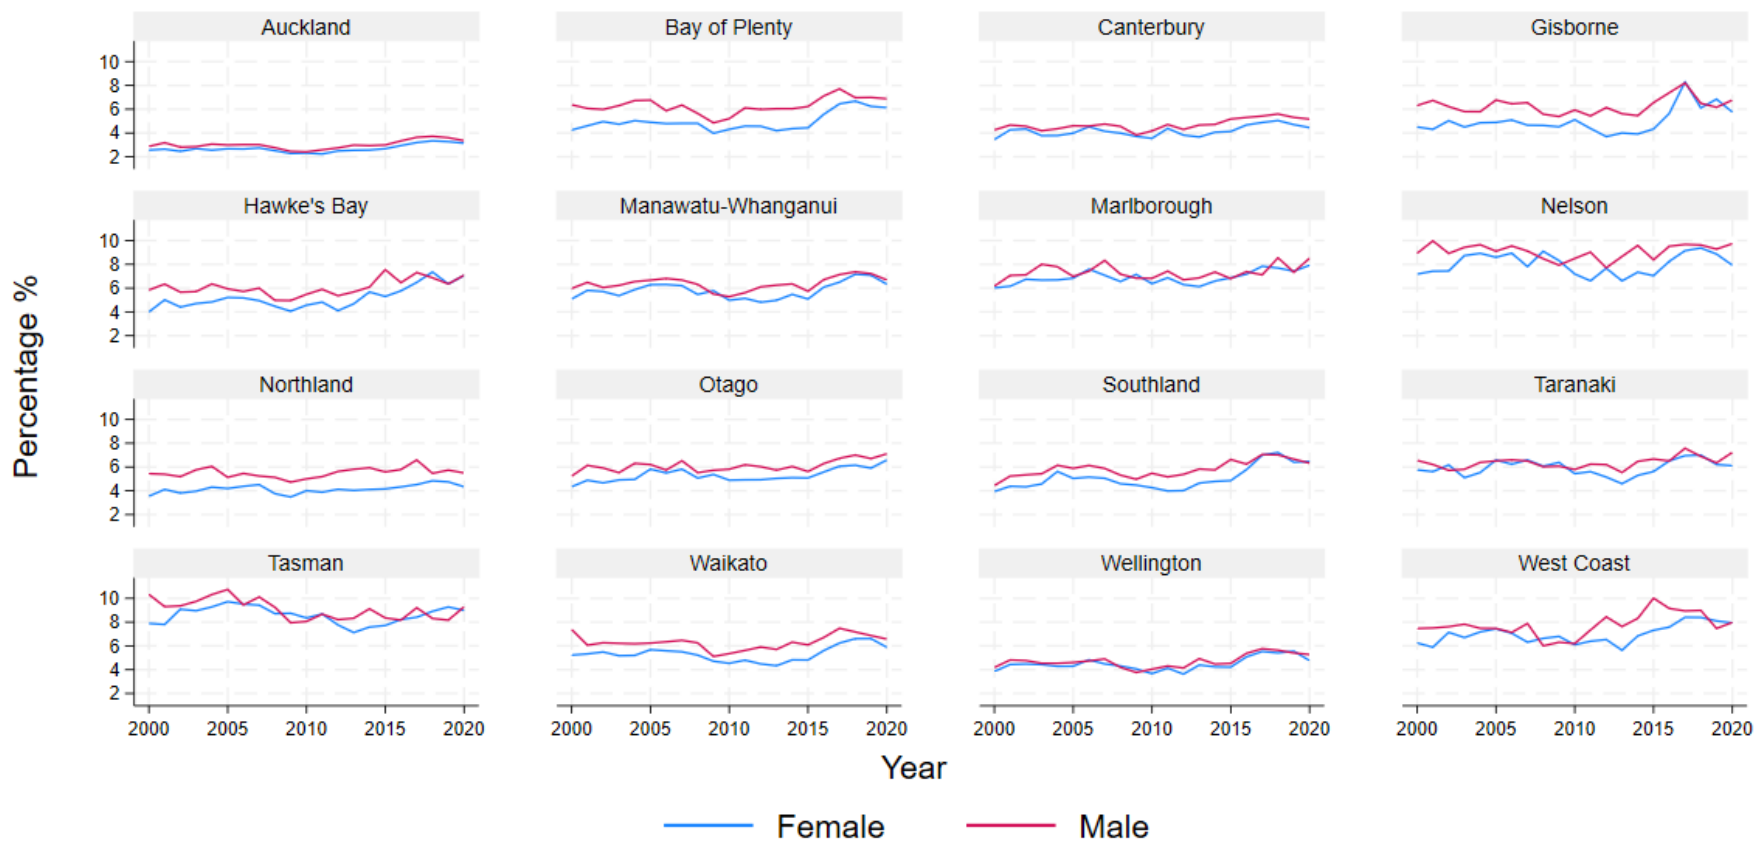 Auckland Bay of Plenty Canterbury Gisborne
10
8
6
4
2
Hawke's Bay Manawatu-Whanganui Marlborough Nelson
10
8
6
4
2
Percentage %
Northland Otago Southland Taranaki
10
8
6
4
2
Tasman Waikato Wellington West Coast
10
8
6
4
2
2000 2005 2010 2015 2020 2000 2005 2010 2015 2020 2000 2005 2010 2015 2020 2000 2005 2010 2015 2020
Year
Female Male